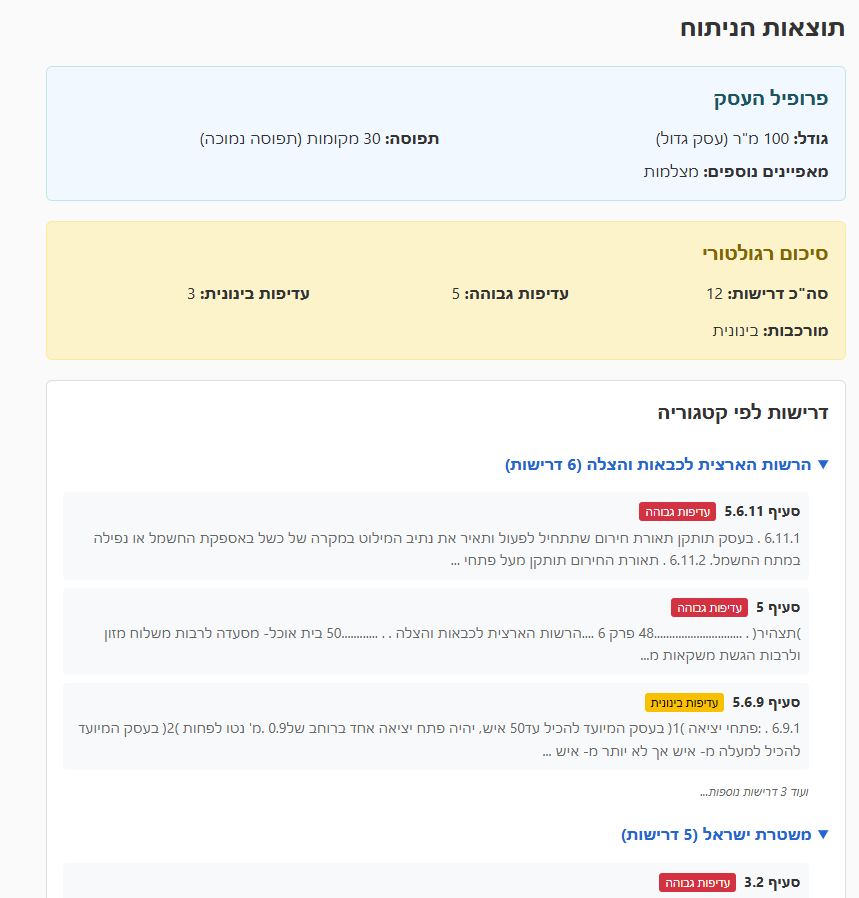 תוצאות הניתוח
פרופיל העסק
גודל: 100 מ"ר (עסק גדול)
תפוסה: 30 מקומות (תפוסה נמוכה)
מאפיינים נוספים: מצלמות
סיכום רגולטורי
סה"כ דרישות: 12
עדיפות גבוהה: 5
עדיפות בינונית: 3
מורכבות: בינונית
דרישות לפי קטגוריה
▼ הרשות הארצית לכבאות והצלה (6 דרישות)
סעיף 5.6.11 עדיפות גבוהה
6.11.1 . בעסק תותקן תאורת חירום שתתחיל לפעול ותאיר את נתיב המילוט במקרה של כשל באספקת החשמל או נפילה
במתח החשמל. 6.11.2 . תאורת החירום תותקן מעל פתחי ...
סעיף 5 עדיפות גבוהה
)תצהיר( . .............................48 פרק 6 ....הרשות הארצית לכבאות והצלה . . ............50 בית אוכל- מסעדה לרבות משלוח מזון
ולרבות הגשת משקאות מ...
סעיף 5.6.9 עדיפות בינונית
6.9.1 . :פתחי יציאה )1( בעסק המיועד להכיל עד50 איש, יהיה פתח יציאה אחד ברוחב של0.9 .מ' נטו לפחות )2( בעסק המיועד
להכיל למעלה מ- איש אך לא יותר מ- איש ...
ועוד 3 דרישות נוספות...
▼ משטרת ישראל (5 דרישות)
סעיף 3.2 עדיפות גבוהה